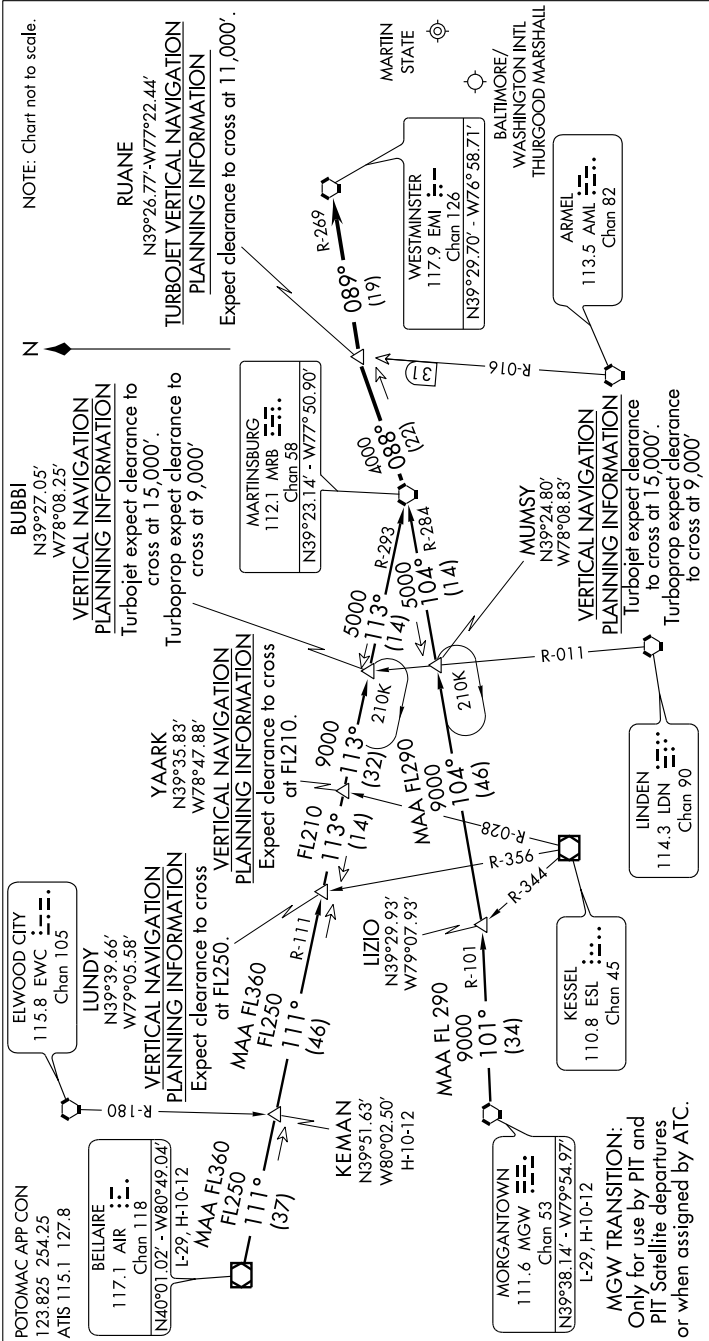 POTOMAC APP CON
123.825 254.25
ATIS 115.1 127.8
NOTE: Chart not to scale.
N
ELWOOD CITY
115.8 EWC
Chan 105
R-180
BELLAIRE
117.1 AIR
Chan 118
N40°01.02' - W80°49.04'
L-29, H-10-12
MAA FL360
FL250
111°
(37)
KEMAN
N39°51.63'
W80°02.50'
H-10-12
MAA FL360
FL250
111°
(46)
R-111
LUNDY
N39°39.66'
W79°05.58'
VERTICAL NAVIGATION
PLANNING INFORMATION
Expect clearance to cross
at FL250.
FL210
113°
(14)
YAARK
N39°35.83'
W78°47.88'
VERTICAL NAVIGATION
PLANNING INFORMATION
Expect clearance to cross
at FL210.
9000
113°
(32)
MAA FL290
210K
BUBBI
N39°27.05'
W78°08.25'
VERTICAL NAVIGATION
PLANNING INFORMATION
Turbojet expect clearance to
cross at 15,000'.
Turboprop expect clearance to
cross at 9,000'
5000
113°
(14)
R-293
MARTINSBURG
112.1 MRB
Chan 58
N39°23.14' - W77°50.90'
4000
088°
(22)
RUANE
N39°26.77'-W77°22.44'
TURBOJET VERTICAL NAVIGATION
PLANNING INFORMATION
Expect clearance to cross at 11,000'.
089°
(19)
R-269
WESTMINSTER
117.9 EMI
Chan 126
N39°29.70' - W76°58.71'
MARTIN
STATE
BALTIMORE/
WASHINGTON INTL
THURGOOD MARSHALL
31
R-016
ARMEL
113.5 AML
Chan 82
MORGANTOWN
111.6 MGW
Chan 53
N39°38.14' - W79°54.97'
L-29, H-10-12
MAA FL 290
9000
101°
(34)
R-101
LIZIO
N39°29.93'
W79°07.93'
9000
104°
(46)
210K
R-344
R-356
R-028
KESSEL
110.8 ESL
Chan 45
5000
104°
(14)
R-284
MUMSY
N39°24.80'
W78°08.83'
VERTICAL NAVIGATION
PLANNING INFORMATION
Turbojet expect clearance
to cross at 15,000'.
Turboprop expect clearance
to cross at 9,000'
R-011
LINDEN
114.3 LDN
Chan 90
MGW TRANSITION:
Only for use by PIT and
PIT Satellite departures
or when assigned by ATC.